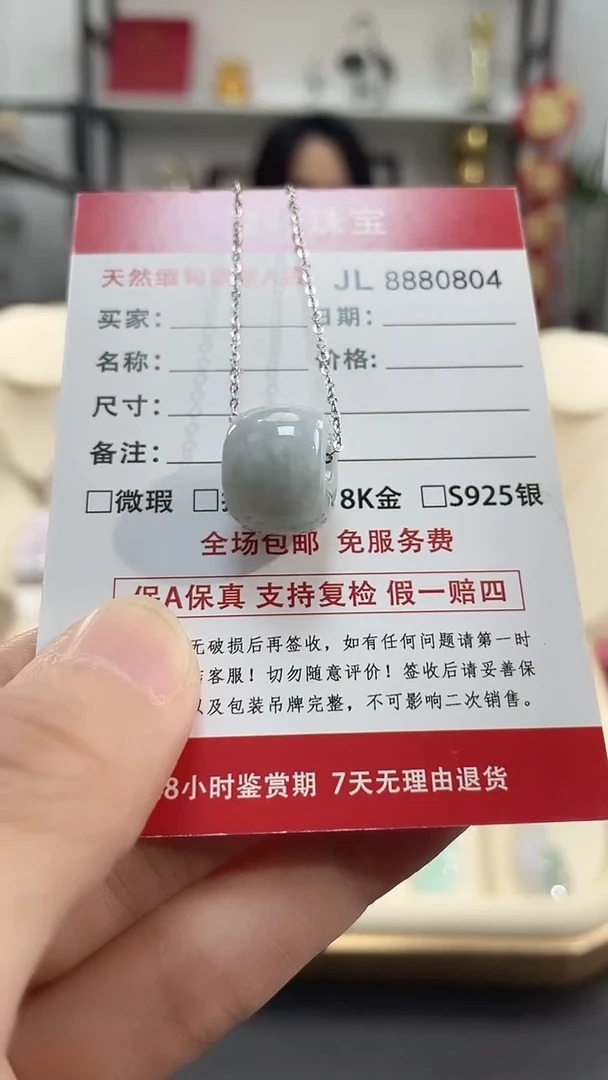 珠宝
天然缅甸
JL 8880804
买家： 日期：
名称： 价格：
尺寸：
备注：
□微瑕 □ 8K金 □S925银
全场包邮 免服务费
保A保真 支持复检 假一赔四
无破损后再签收，如有任何问题请第一时
客服！切勿随意评价！签收后请妥善保
以及包装吊牌完整，不可影响二次销售。
8小时鉴赏期 7天无理由退货